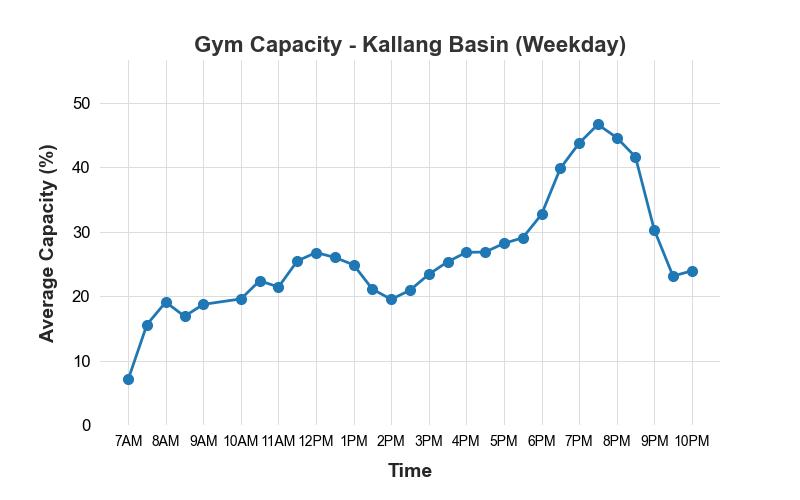 Gym Capacity - Kallang Basin (Weekday)
Average Capacity (%)
50
40
30
20
10
0
7AM 8AM 9AM 10AM 11AM 12PM 1PM 2PM 3PM 4PM 5PM 6PM 7PM 8PM 9PM 10PM
Time